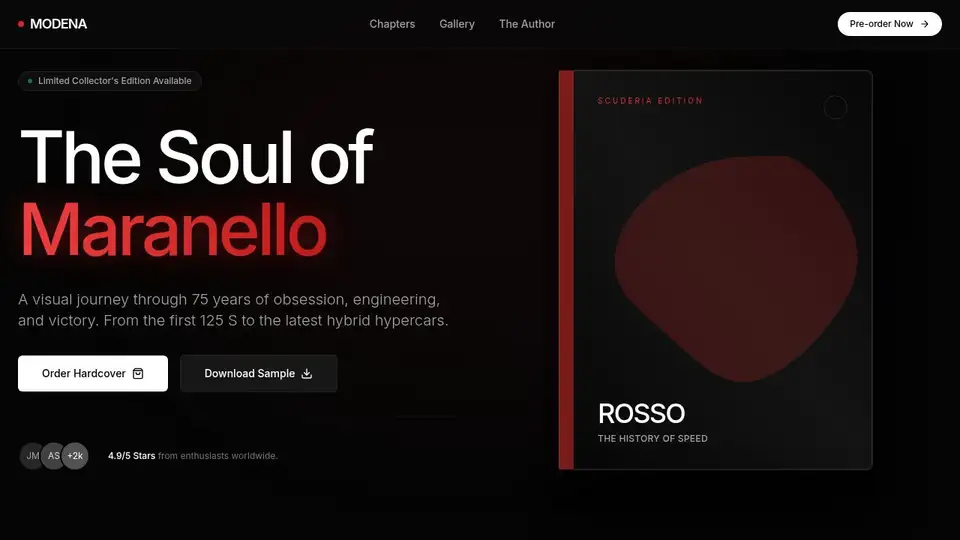 MODENA
Chapters
Gallery
The Author
Pre-order Now
Limited Collector's Edition Available
The Soul of
Maranello
A visual journey through 75 years of obsession, engineering,
and victory. From the first 125 S to the latest hybrid hypercars.
Order Hardcover
Download Sample
JM
AS
+2k
4.9/5 Stars from enthusiasts worldwide.
SCUDERIA EDITION
ROSSO
THE HISTORY OF SPEED